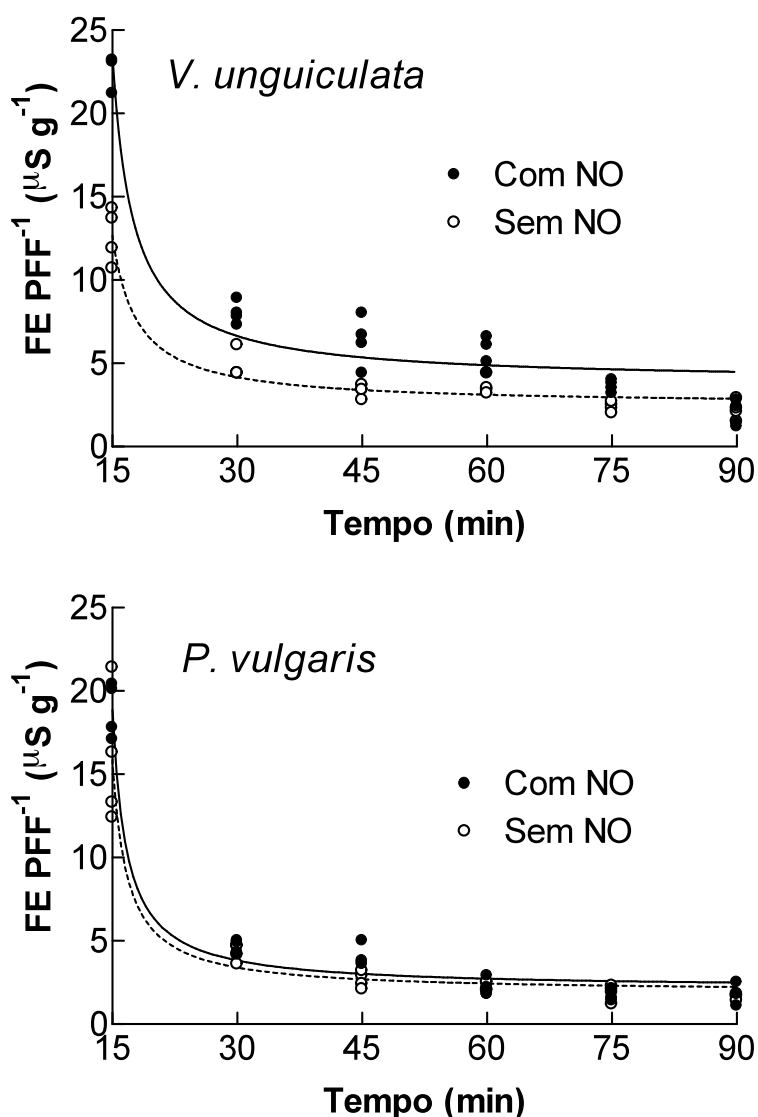 25
V. unguiculata
20
Com NO
15
Sem NO
10
5
0
FE PFF⁻¹ (µS g⁻¹)
15 30 45 60 75 90
Tempo (min)
25
P. vulgaris
20
15
Com NO
Sem NO
10
5
0
FE PFF⁻¹ (µS g⁻¹)
15 30 45 60 75 90
Tempo (min)